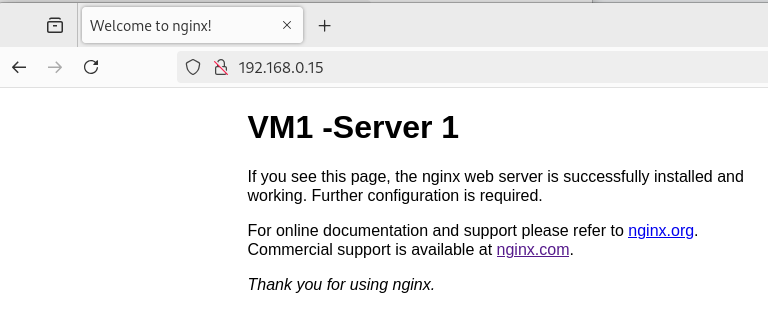 Welcome to nginx!
192.168.0.15
VM1 -Server 1
If you see this page, the nginx web server is successfully installed and
working. Further configuration is required.
For online documentation and support please refer to nginx.org.
Commercial support is available at nginx.com.
Thank you for using nginx.